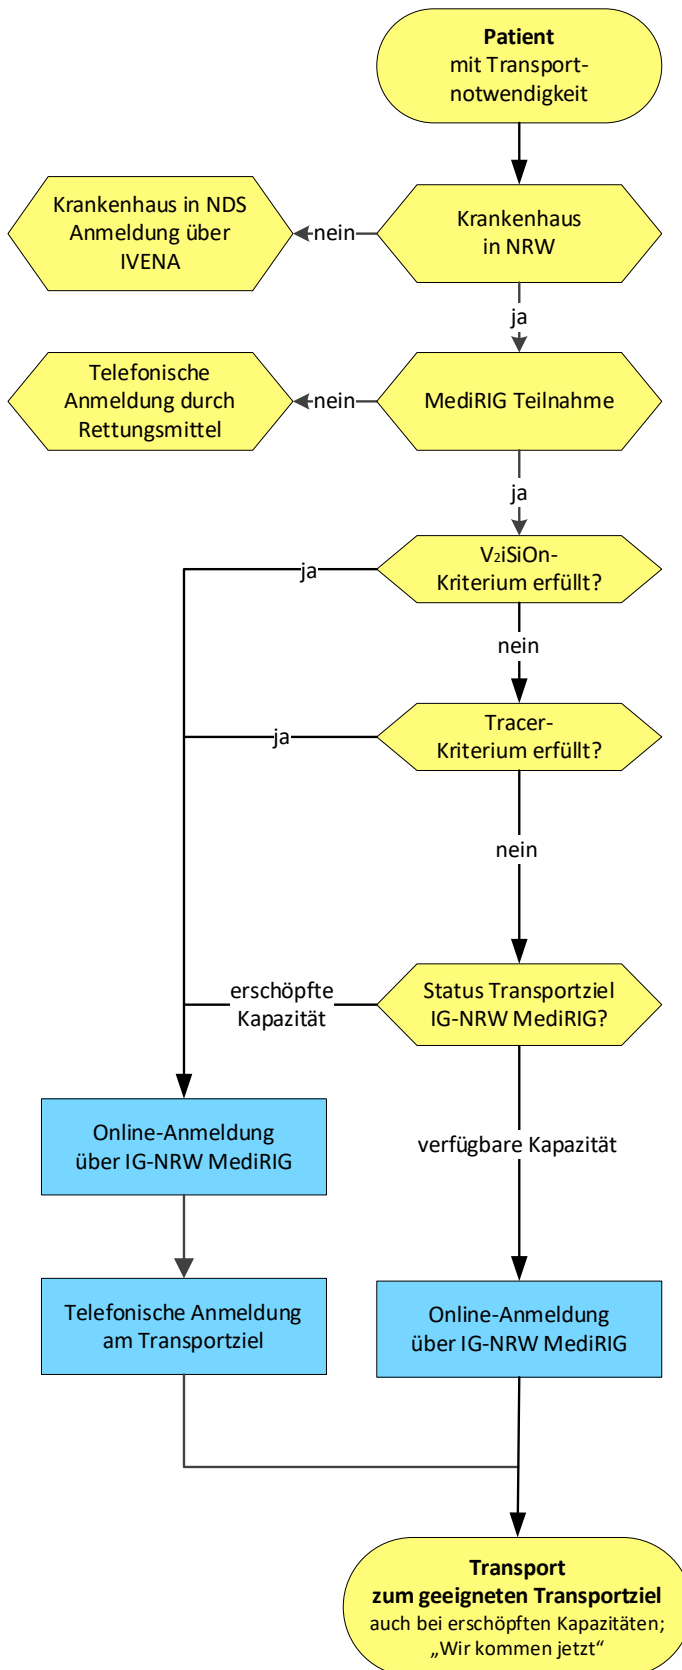 Patient
mit Transport-
notwendigkeit
Krankenhaus in NDS
Anmeldung über
IVENA
nein
Krankenhaus
in NRW
ja
Telefonische
Anmeldung durch
Rettungsmittel
nein
MediRIG Teilnahme
ja
V₂iSiOn-
Kriterium erfüllt?
ja
nein
Tracer-
Kriterium erfüllt?
ja
nein
Status Transportziel
IG-NRW MediRIG?
erschöpfte
Kapazität
verfügbare Kapazität
Online-Anmeldung
über IG-NRW MediRIG
Telefonische Anmeldung
am Transportziel
Online-Anmeldung
über IG-NRW MediRIG
Transport
zum geeigneten Transportziel
auch bei erschöpften Kapazitäten;
„Wir kommen jetzt“